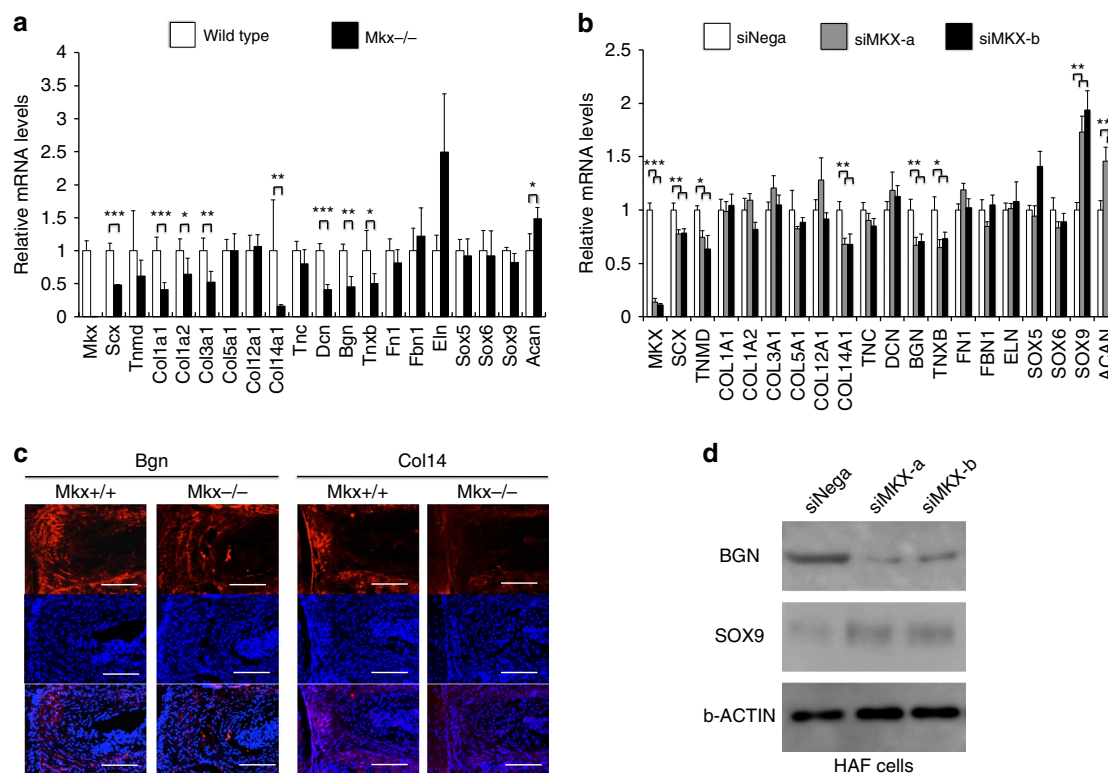 a
Wild type
Mkx−/−
Relative mRNA levels
4
3.5
3
2.5
2
1.5
1
0.5
0
***
***
*
**
**
***
**
*
*
Mkx
Scx
Tnmd
Col1a1
Col1a2
Col3a1
Col5a1
Col12a1
Col14a1
Tnc
Dcn
Bgn
Tnxb
Fn1
Fbn1
Eln
Sox5
Sox6
Sox9
Acan
b
siNega
siMKX-a
siMKX-b
Relative mRNA levels
2.5
2
1.5
1
0.5
0
***
**
*
**
**
*
**
**
MKX
SCX
TNMD
COL1A1
COL1A2
COL3A1
COL5A1
COL12A1
COL14A1
TNC
DCN
BGN
TNXB
FN1
FBN1
ELN
SOX5
SOX6
SOX9
ACAN
c
Bgn
Col14
Mkx+/+
Mkx−/−
Mkx+/+
Mkx−/−
d
siNega
siMKX-a
siMKX-b
BGN
SOX9
b-ACTIN
HAF cells